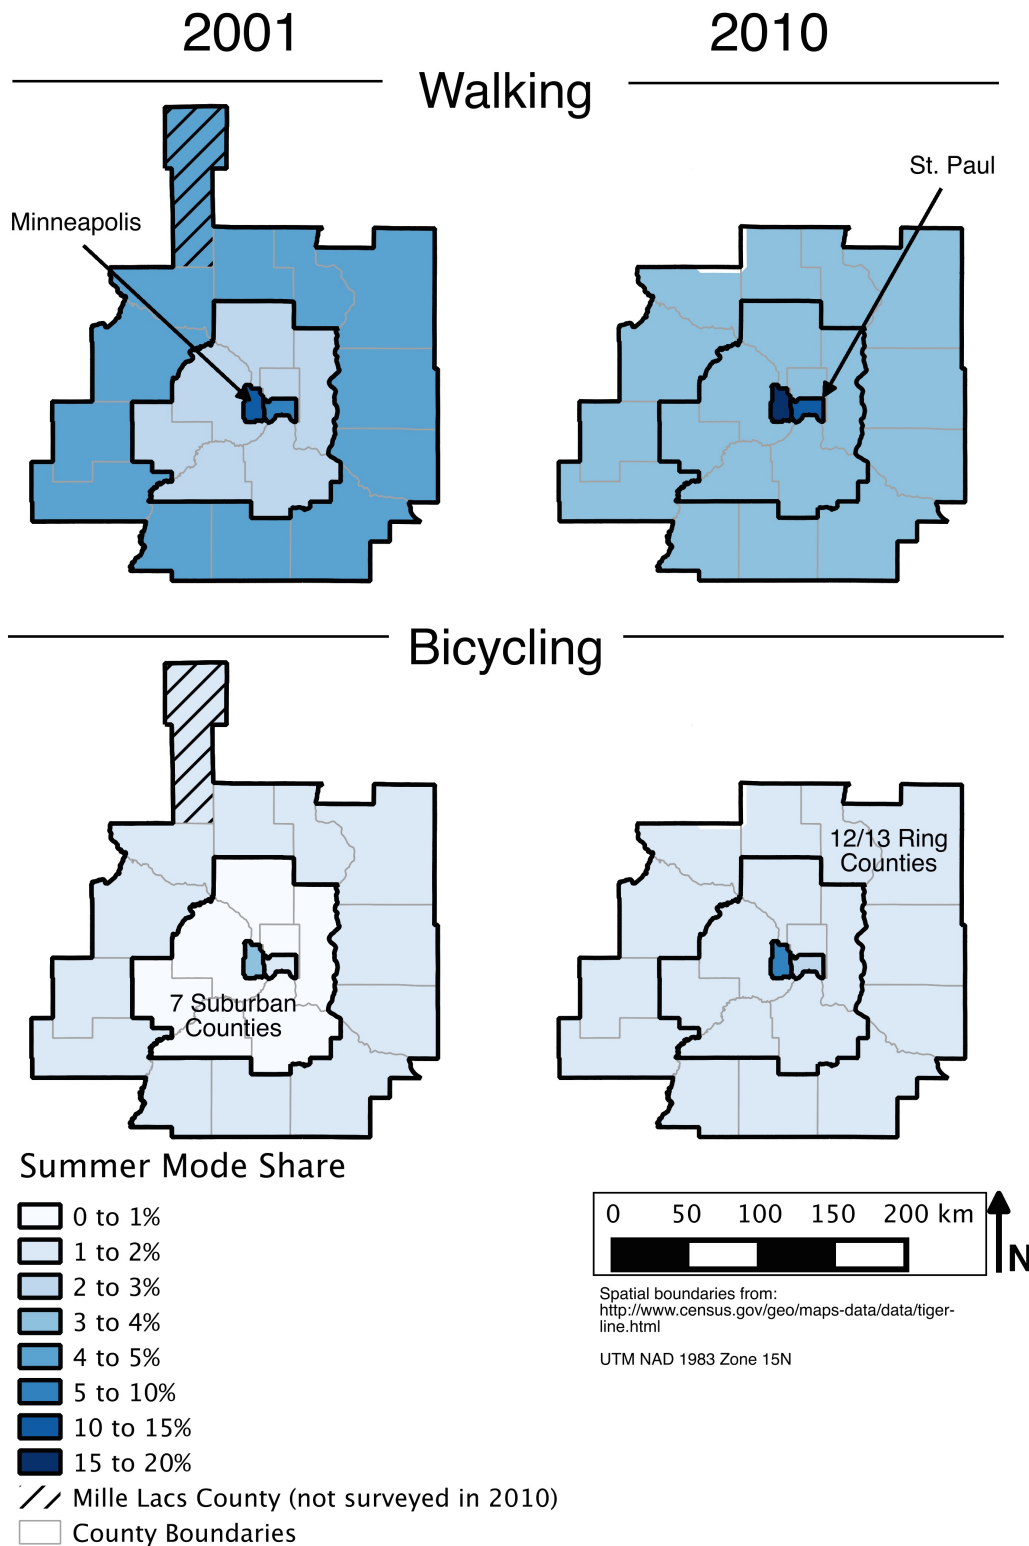 2001
2010
Walking
St. Paul
Minneapolis
Bicycling
12/13 Ring
Counties
7 Suburban
Counties
Summer Mode Share
0 to 1%
1 to 2%
2 to 3%
3 to 4%
4 to 5%
5 to 10%
10 to 15%
15 to 20%
Mille Lacs County (not surveyed in 2010)
County Boundaries
0 50 100 150 200 km
N
Spatial boundaries from:
http://www.census.gov/geo/maps-data/data/tiger-
line.html
UTM NAD 1983 Zone 15N